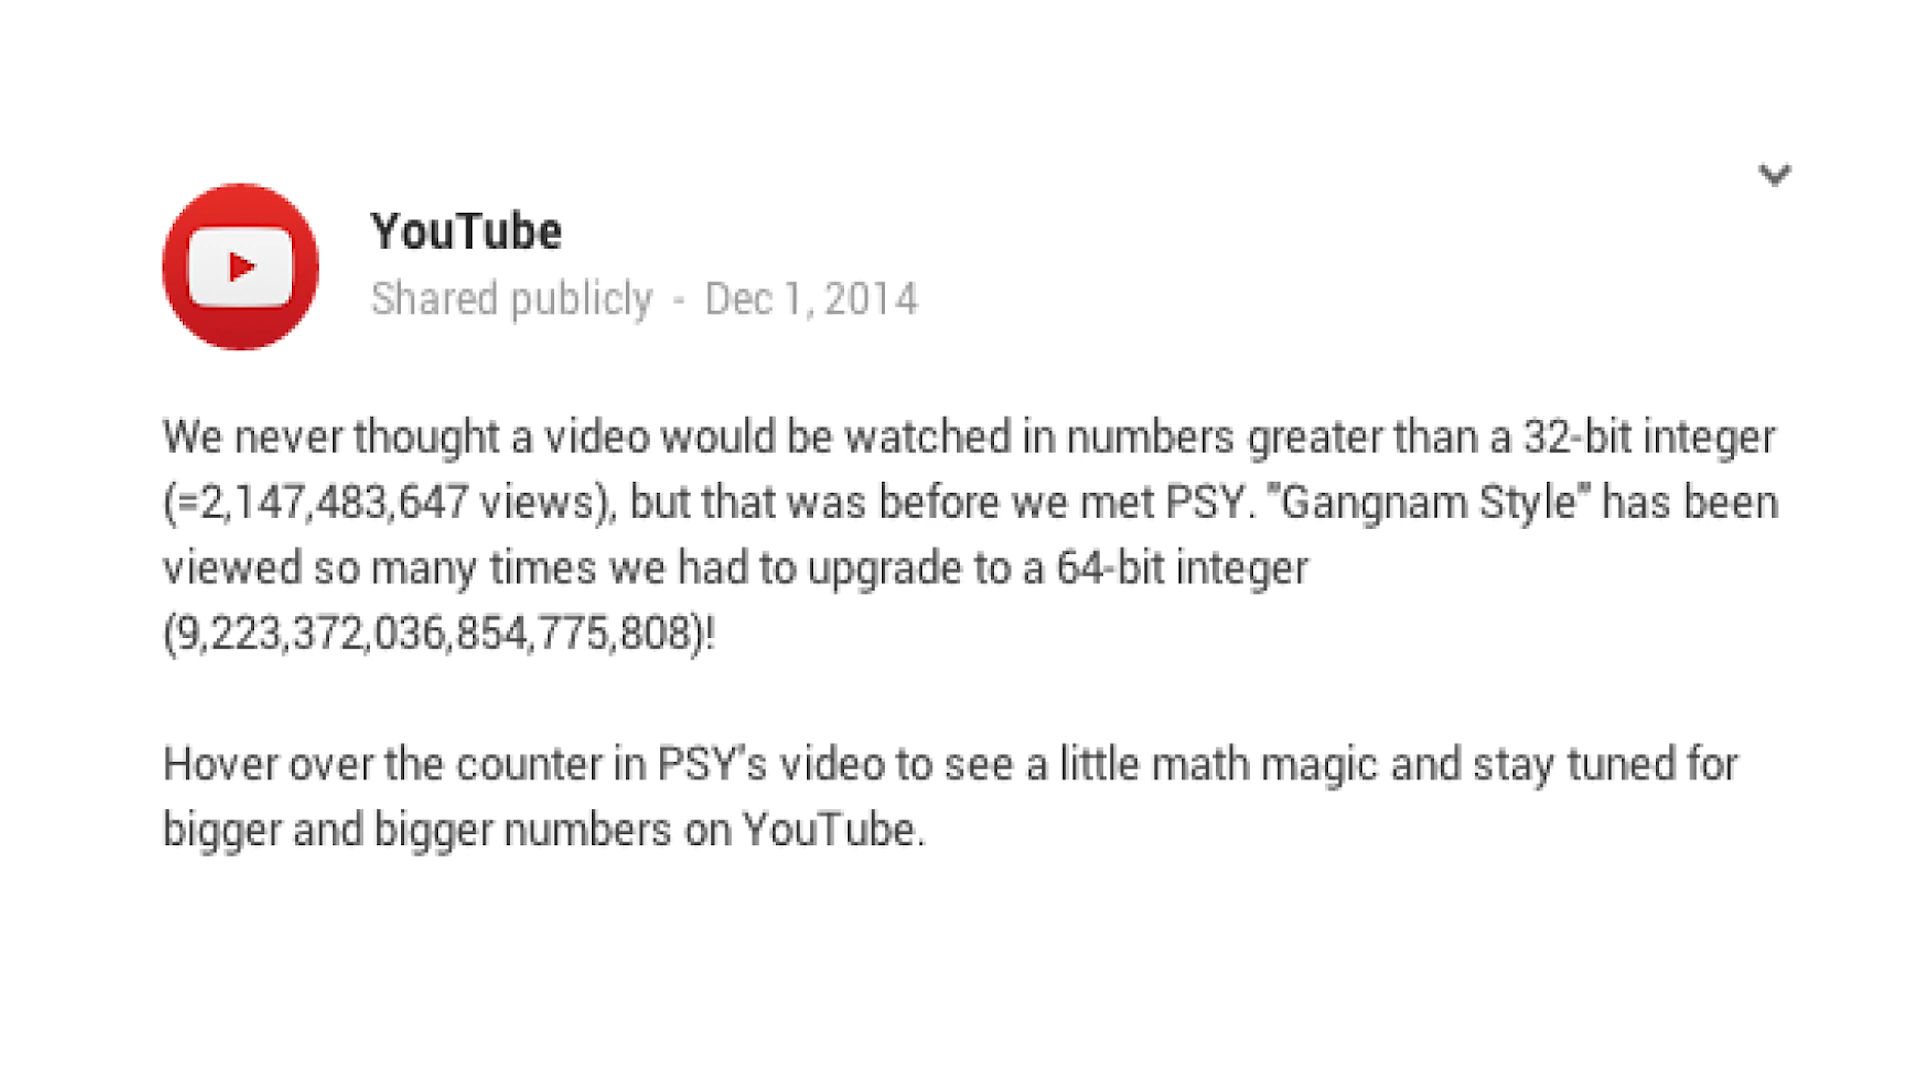 YouTube
Shared publicly - Dec 1, 2014
We never thought a video would be watched in numbers greater than a 32-bit integer
(=2,147,483,647 views), but that was before we met PSY. "Gangnam Style" has been
viewed so many times we had to upgrade to a 64-bit integer
(9,223,372,036,854,775,808)!
Hover over the counter in PSY's video to see a little math magic and stay tuned for
bigger and bigger numbers on YouTube.